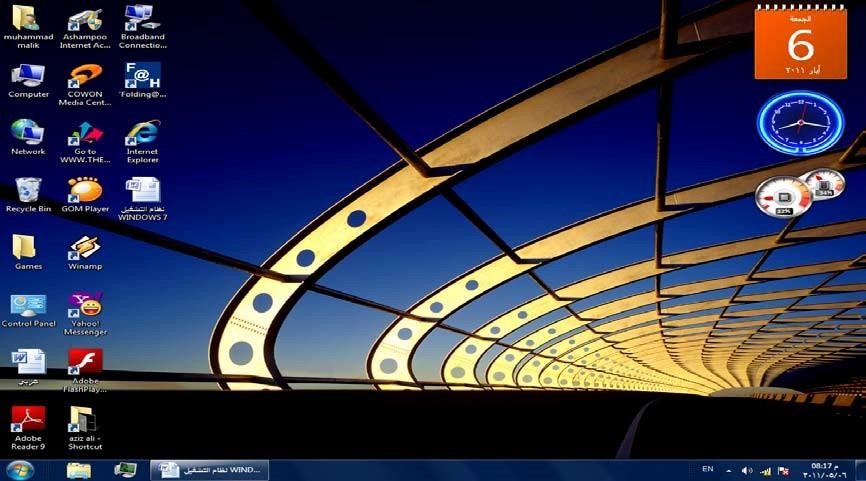 muhammad
malik
Ashampoo
Internet Ac...
Broadband
Connectio...
Computer
COWON
Media Cent...
F@H
'Folding@...
Network
Go to
WWW.THE...
Internet
Explorer
Recycle Bin
GOM Player
نظام التشغيل
WINDOWS 7
Games
Winamp
Control Panel
Yahoo!
Messenger
عربي
Adobe
FlashPlay...
Adobe
Reader 9
aziz ali -
Shortcut
الجمعة
6
أيار ٢٠١١
نظام التشغيل WIND...
EN
08:17 م
٢٠١١/٠٥/٠٦